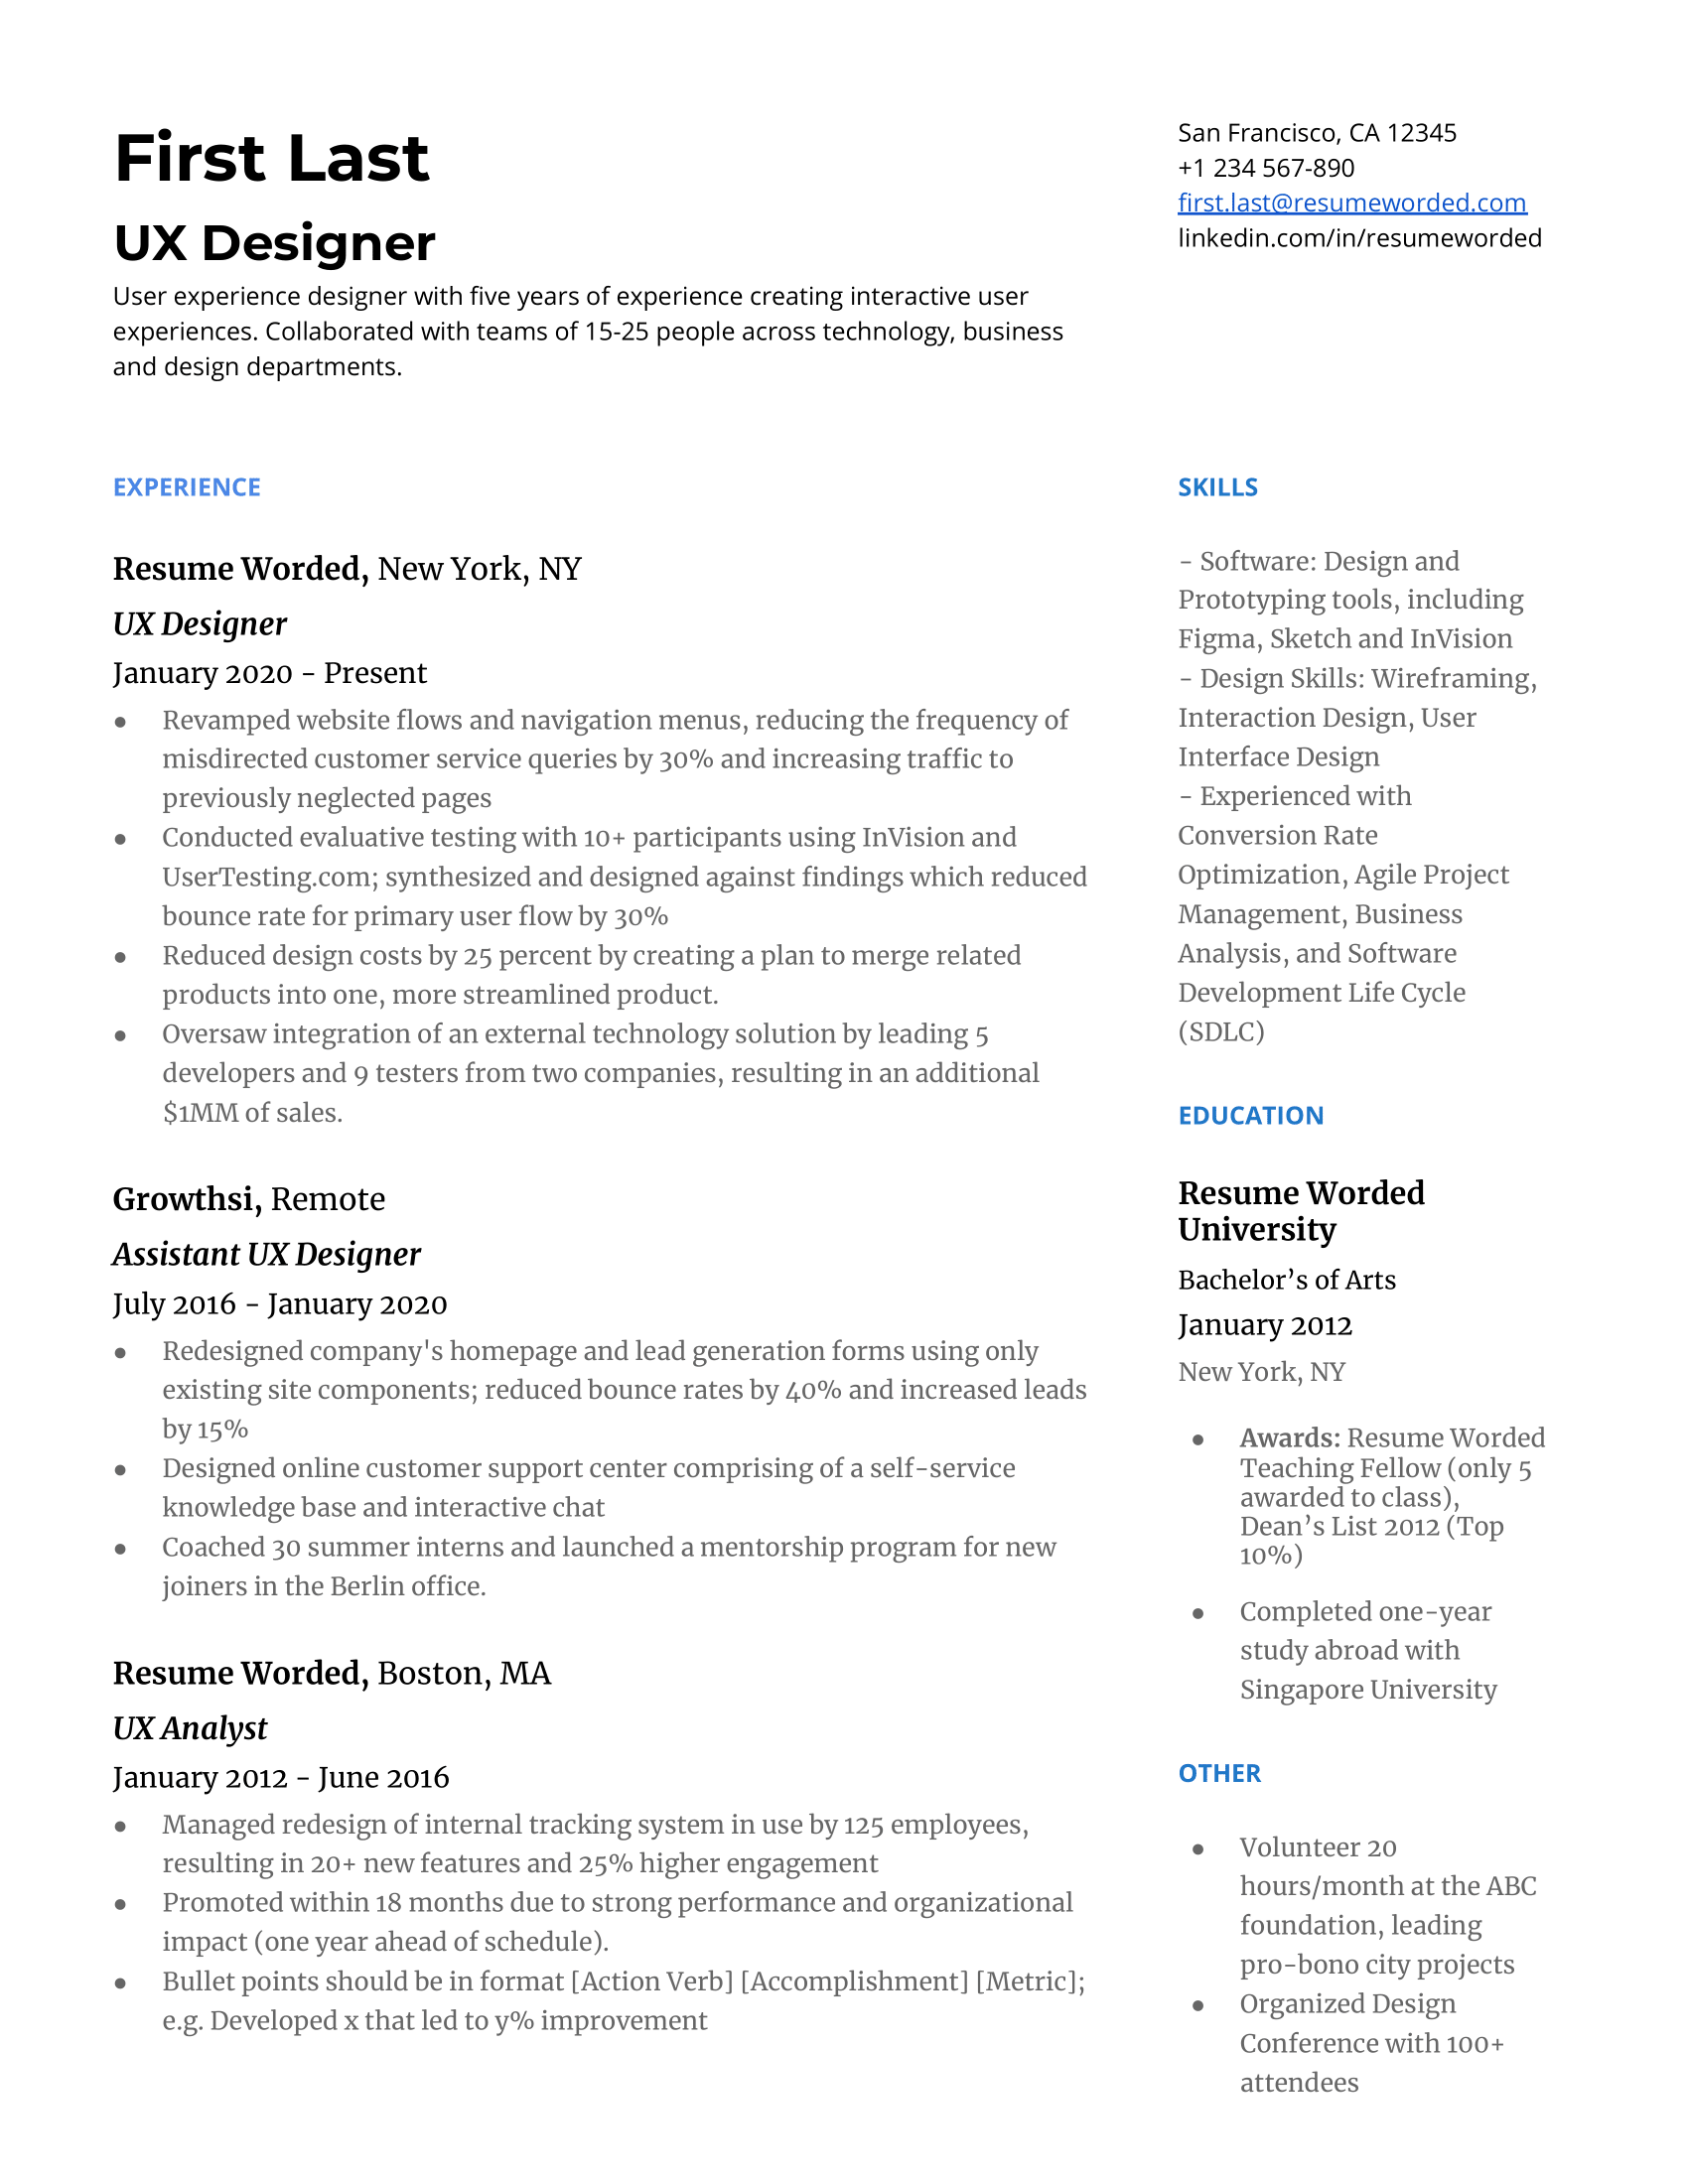 First Last
UX Designer
User experience designer with five years of experience creating interactive user
experiences. Collaborated with teams of 15-25 people across technology, business
and design departments.
San Francisco, CA 12345
+1 234 567-890
first.last@resumeworded.com
linkedin.com/in/resumeworded
EXPERIENCE
Resume Worded, New York, NY
UX Designer
January 2020 - Present
● Revamped website flows and navigation menus, reducing the frequency of
misdirected customer service queries by 30% and increasing traffic to
previously neglected pages
● Conducted evaluative testing with 10+ participants using InVision and
UserTesting.com; synthesized and designed against findings which reduced
bounce rate for primary user flow by 30%
● Reduced design costs by 25 percent by creating a plan to merge related
products into one, more streamlined product.
● Oversaw integration of an external technology solution by leading 5
developers and 9 testers from two companies, resulting in an additional
$1MM of sales.
Growthsi, Remote
Assistant UX Designer
July 2016 - January 2020
● Redesigned company's homepage and lead generation forms using only
existing site components; reduced bounce rates by 40% and increased leads
by 15%
● Designed online customer support center comprising of a self-service
knowledge base and interactive chat
● Coached 30 summer interns and launched a mentorship program for new
joiners in the Berlin office.
Resume Worded, Boston, MA
UX Analyst
January 2012 - June 2016
● Managed redesign of internal tracking system in use by 125 employees,
resulting in 20+ new features and 25% higher engagement
● Promoted within 18 months due to strong performance and organizational
impact (one year ahead of schedule).
● Bullet points should be in format [Action Verb] [Accomplishment] [Metric];
e.g. Developed x that led to y% improvement
SKILLS
- Software: Design and
Prototyping tools, including
Figma, Sketch and InVision
- Design Skills: Wireframing,
Interaction Design, User
Interface Design
- Experienced with
Conversion Rate
Optimization, Agile Project
Management, Business
Analysis, and Software
Development Life Cycle
(SDLC)
EDUCATION
Resume Worded
University
Bachelor’s of Arts
January 2012
New York, NY
● Awards: Resume Worded
Teaching Fellow (only 5
awarded to class),
Dean’s List 2012 (Top
10%)
● Completed one-year
study abroad with
Singapore University
OTHER
● Volunteer 20
hours/month at the ABC
foundation, leading
pro-bono city projects
● Organized Design
Conference with 100+
attendees